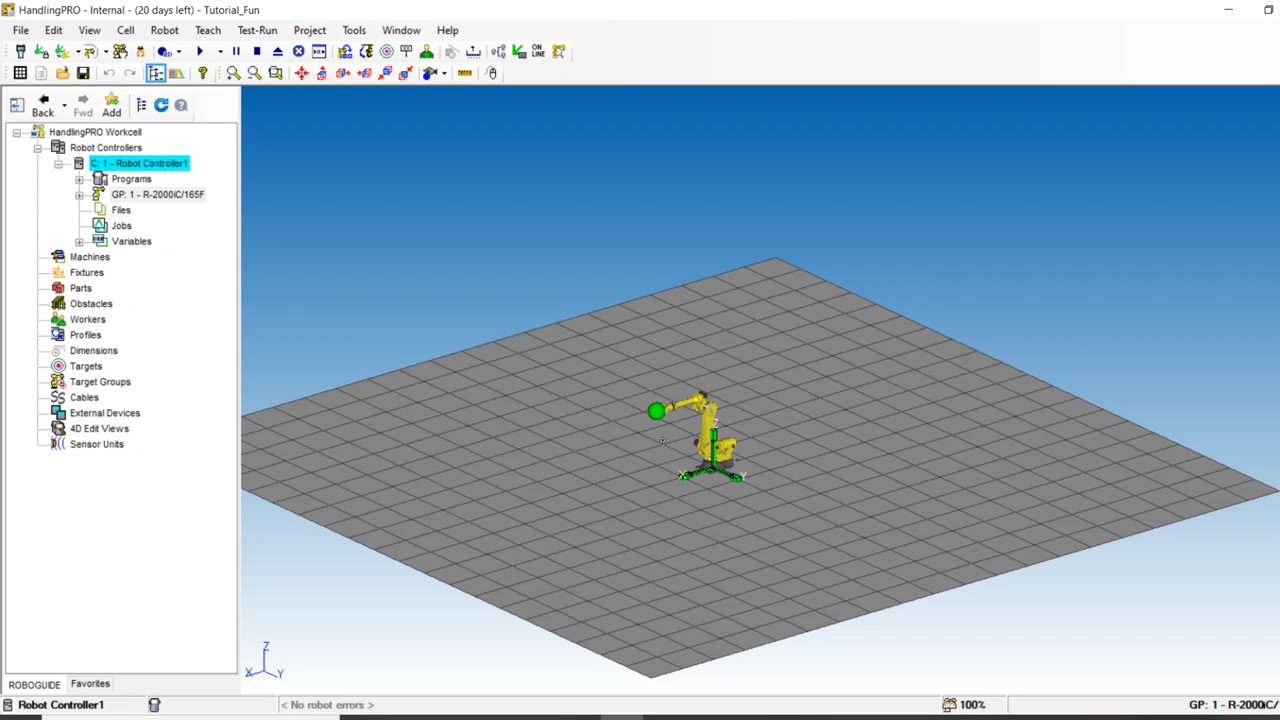 HandlingPRO - Internal - (20 days left) - Tutorial_Fun
File Edit View Cell Robot Teach Test-Run Project Tools Window Help
ON LINE
Back Fwd Add
HandlingPRO Workcell
Robot Controllers
C: 1 - Robot Controller1
Programs
GP: 1 - R-2000iC/165F
Files
Jobs
Variables
Machines
Fixtures
Parts
Obstacles
Workers
Profiles
Dimensions
Targets
Target Groups
Cables
External Devices
4D Edit Views
Sensor Units
Z
X Y
Z
X Y
ROBOGUIDE Favorites
Robot Controller1 < No robot errors > 100% GP: 1 - R-2000iC/